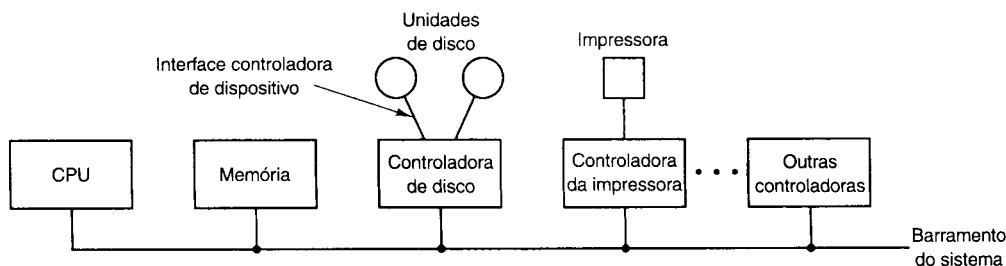 Unidades
de disco
Impressora
Interface controladora
de dispositivo
CPU
Memória
Controladora
de disco
Controladora
da impressora
Outras
controladoras
Barramento
do sistema